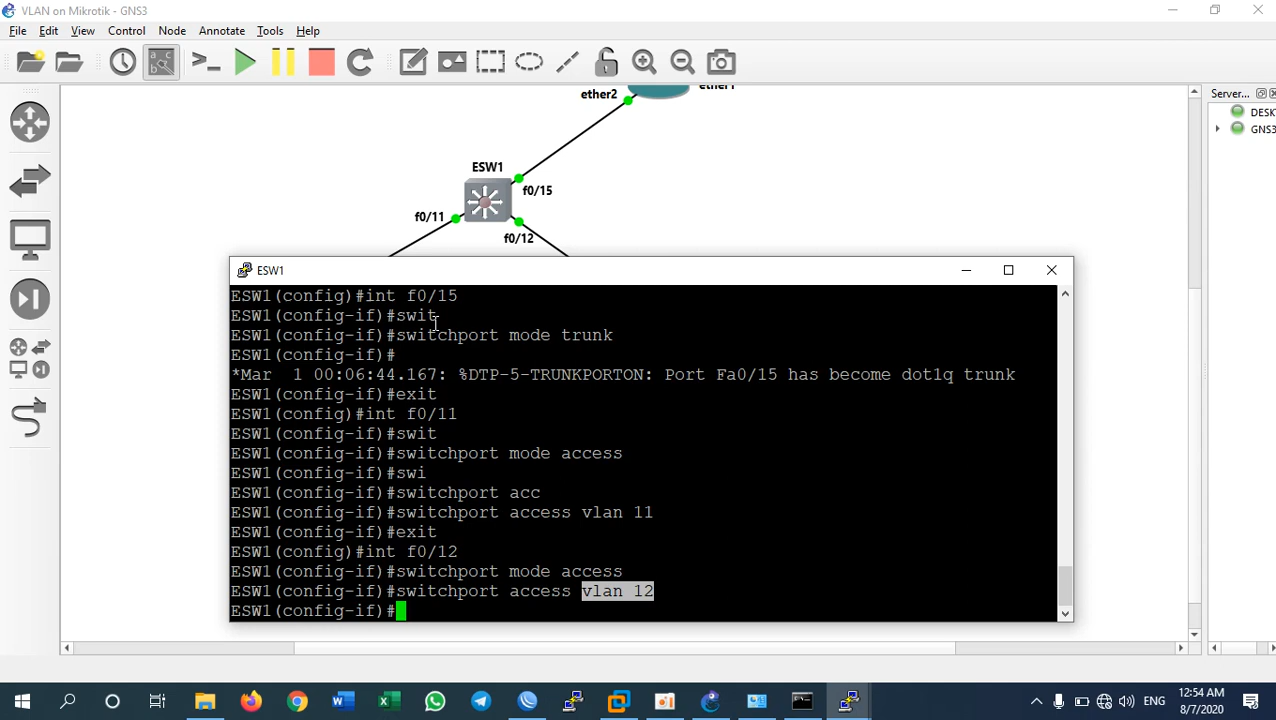 VLAN on Mikrotik - GNS3
File Edit View Control Node Annotate Tools Help
ether2
ether1
Server...
DESK
GNS3
ESW1
f0/15
f0/11
f0/12
ESW1
ESW1(config)#int f0/15
ESW1(config-if)#swit
ESW1(config-if)#switchport mode trunk
ESW1(config-if)#
*Mar  1 00:06:44.167: %DTP-5-TRUNKPORTON: Port Fa0/15 has become dot1q trunk
ESW1(config-if)#exit
ESW1(config)#int f0/11
ESW1(config-if)#swit
ESW1(config-if)#switchport mode access
ESW1(config-if)#swi
ESW1(config-if)#switchport acc
ESW1(config-if)#switchport access vlan 11
ESW1(config-if)#exit
ESW1(config)#int f0/12
ESW1(config-if)#switchport mode access
ESW1(config-if)#switchport access vlan 12
ESW1(config-if)#
ENG
12:54 AM
8/7/2020